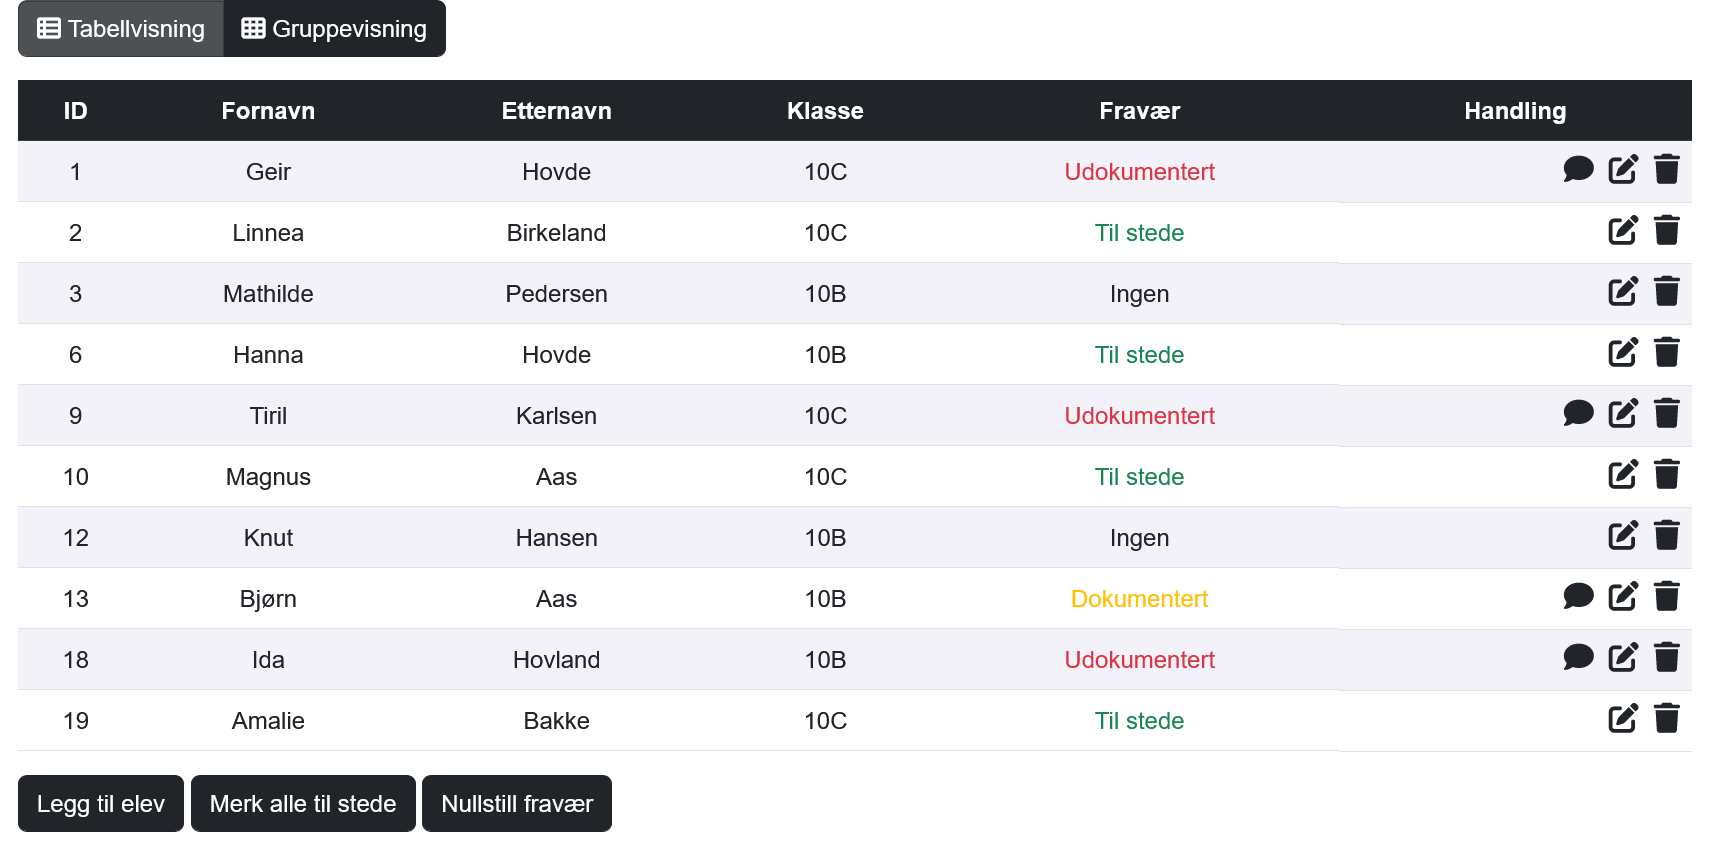 Tabellvisning Gruppevisning
ID Fornavn Etternavn Klasse Fravær Handling
1 Geir Hovde 10C Udokumentert
2 Linnea Birkeland 10C Til stede
3 Mathilde Pedersen 10B Ingen
6 Hanna Hovde 10B Til stede
9 Tiril Karlsen 10C Udokumentert
10 Magnus Aas 10C Til stede
12 Knut Hansen 10B Ingen
13 Bjørn Aas 10B Dokumentert
18 Ida Hovland 10B Udokumentert
19 Amalie Bakke 10C Til stede
Legg til elev Merk alle til stede Nullstill fravær